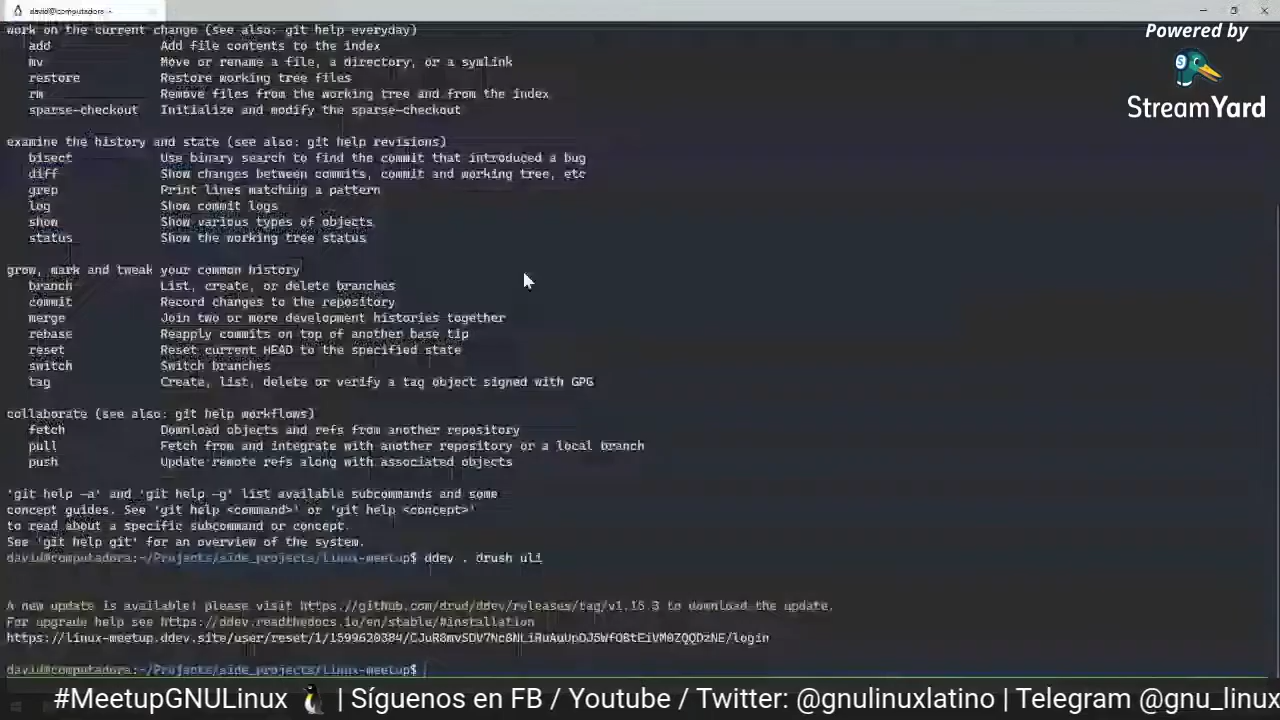 david@computadora: ~
work on the current change (see also: git help everyday)
add Add file contents to the index
mv Move or rename a file, a directory, or a symlink
restore Restore working tree files
rm Remove files from the working tree and from the index
sparse-checkout Initialize and modify the sparse-checkout
examine the history and state (see also: git help revisions)
bisect Use binary search to find the commit that introduced a bug
diff Show changes between commits, commit and working tree, etc
grep Print lines matching a pattern
log Show commit logs
show Show various types of objects
status Show the working tree status
grow, mark and tweak your common history
branch List, create, or delete branches
commit Record changes to the repository
merge Join two or more development histories together
rebase Reapply commits on top of another base tip
reset Reset current HEAD to the specified state
switch Switch branches
tag Create, list, delete or verify a tag object signed with GPG
collaborate (see also: git help workflows)
fetch Download objects and refs from another repository
pull Fetch from and integrate with another repository or a local branch
push Update remote refs along with associated objects
'git help -a' and 'git help -g' list available subcommands and some
concept guides. See 'git help <command>' or 'git help <concept>'
to read about a specific subcommand or concept.
See 'git help git' for an overview of the system.
david@computadora:~/Projects/side_projects/linux-meetup$ ddev . drush uli
A new update is available! please visit https://github.com/drud/ddev/releases/tag/v1.15.3 to download the update.
For upgrade help see https://ddev.readthedocs.io/en/stable/#installation
david@computadora:~/Projects/side_projects/linux-meetup$
Powered by
StreamYard
#MeetupGNULinux 🐧 | Síguenos en FB / Youtube / Twitter: @gnulinuxlatino | Telegram @gnu_linux